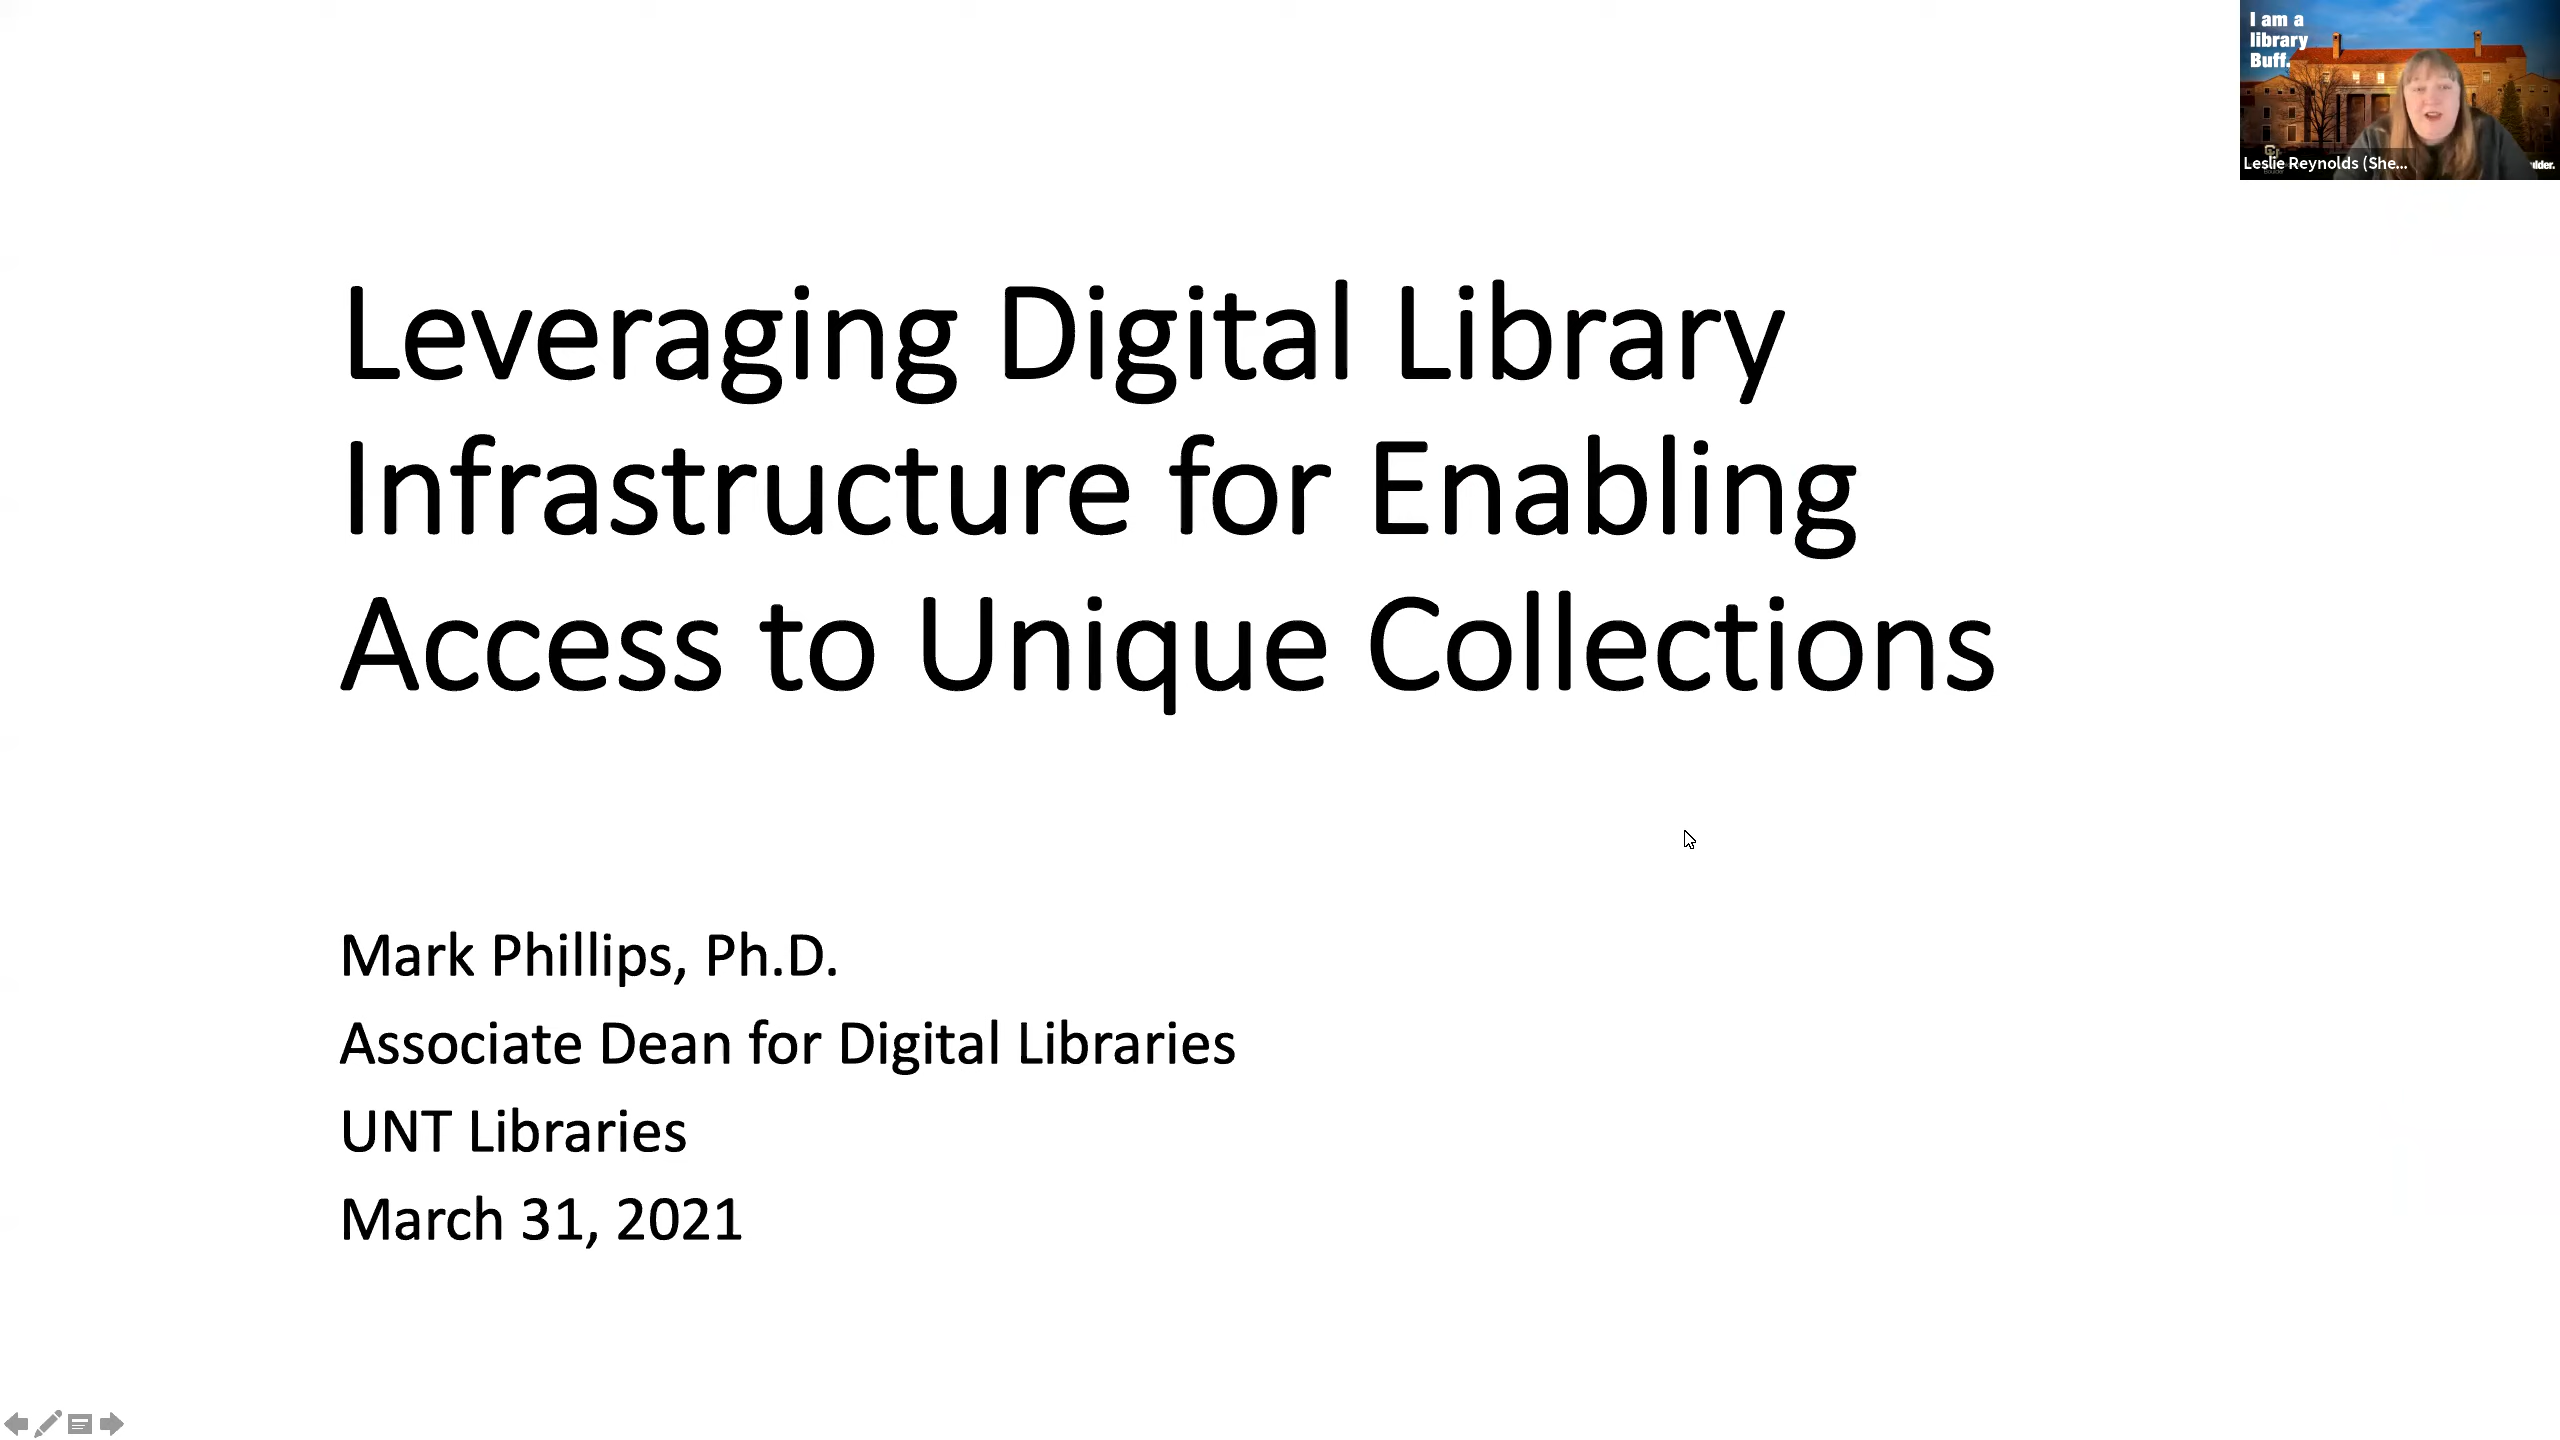 I am a
library
Buff.
Leslie Reynolds (She...
ulder.
Leveraging Digital Library
Infrastructure for Enabling
Access to Unique Collections
Mark Phillips, Ph.D.
Associate Dean for Digital Libraries
UNT Libraries
March 31, 2021